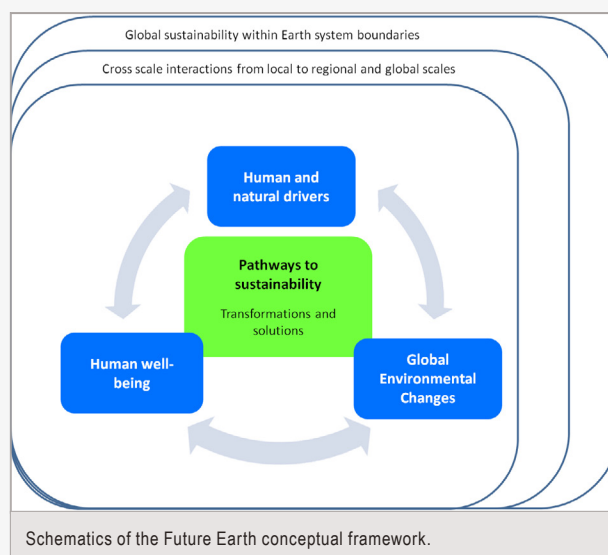 Global sustainability within Earth system boundaries
Cross scale interactions from local to regional and global scales
Human and
natural drivers
Pathways to
sustainability
Transformations and
solutions
Human well-
being
Global
Environmental
Changes
Schematics of the Future Earth conceptual framework.